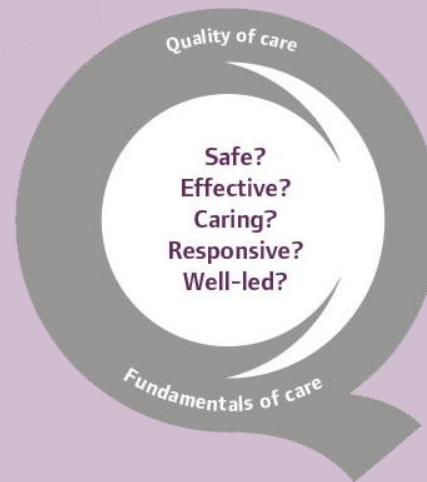 Quality of care
Safe?
Effective?
Caring?
Responsive?
Well-led?
Fundamentals of care